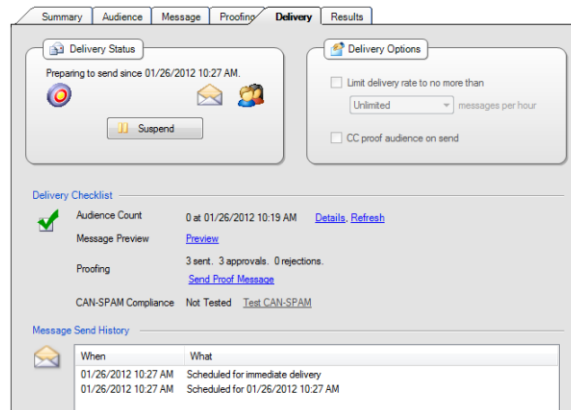 Summary Audience Message Proofing Delivery Results
Delivery Status
Preparing to send since 01/26/2012 10:27 AM.
Suspend
Delivery Options
Limit delivery rate to no more than
Unlimited messages per hour
CC proof audience on send
Delivery Checklist
Audience Count 0 at 01/26/2012 10:19 AM Details, Refresh
Message Preview Preview
Proofing 3 sent. 3 approvals. 0 rejections.
Send Proof Message
CAN-SPAM Compliance Not Tested Test CAN-SPAM
Message Send History
When What
01/26/2012 10:27 AM Scheduled for immediate delivery
01/26/2012 10:27 AM Scheduled for 01/26/2012 10:27 AM